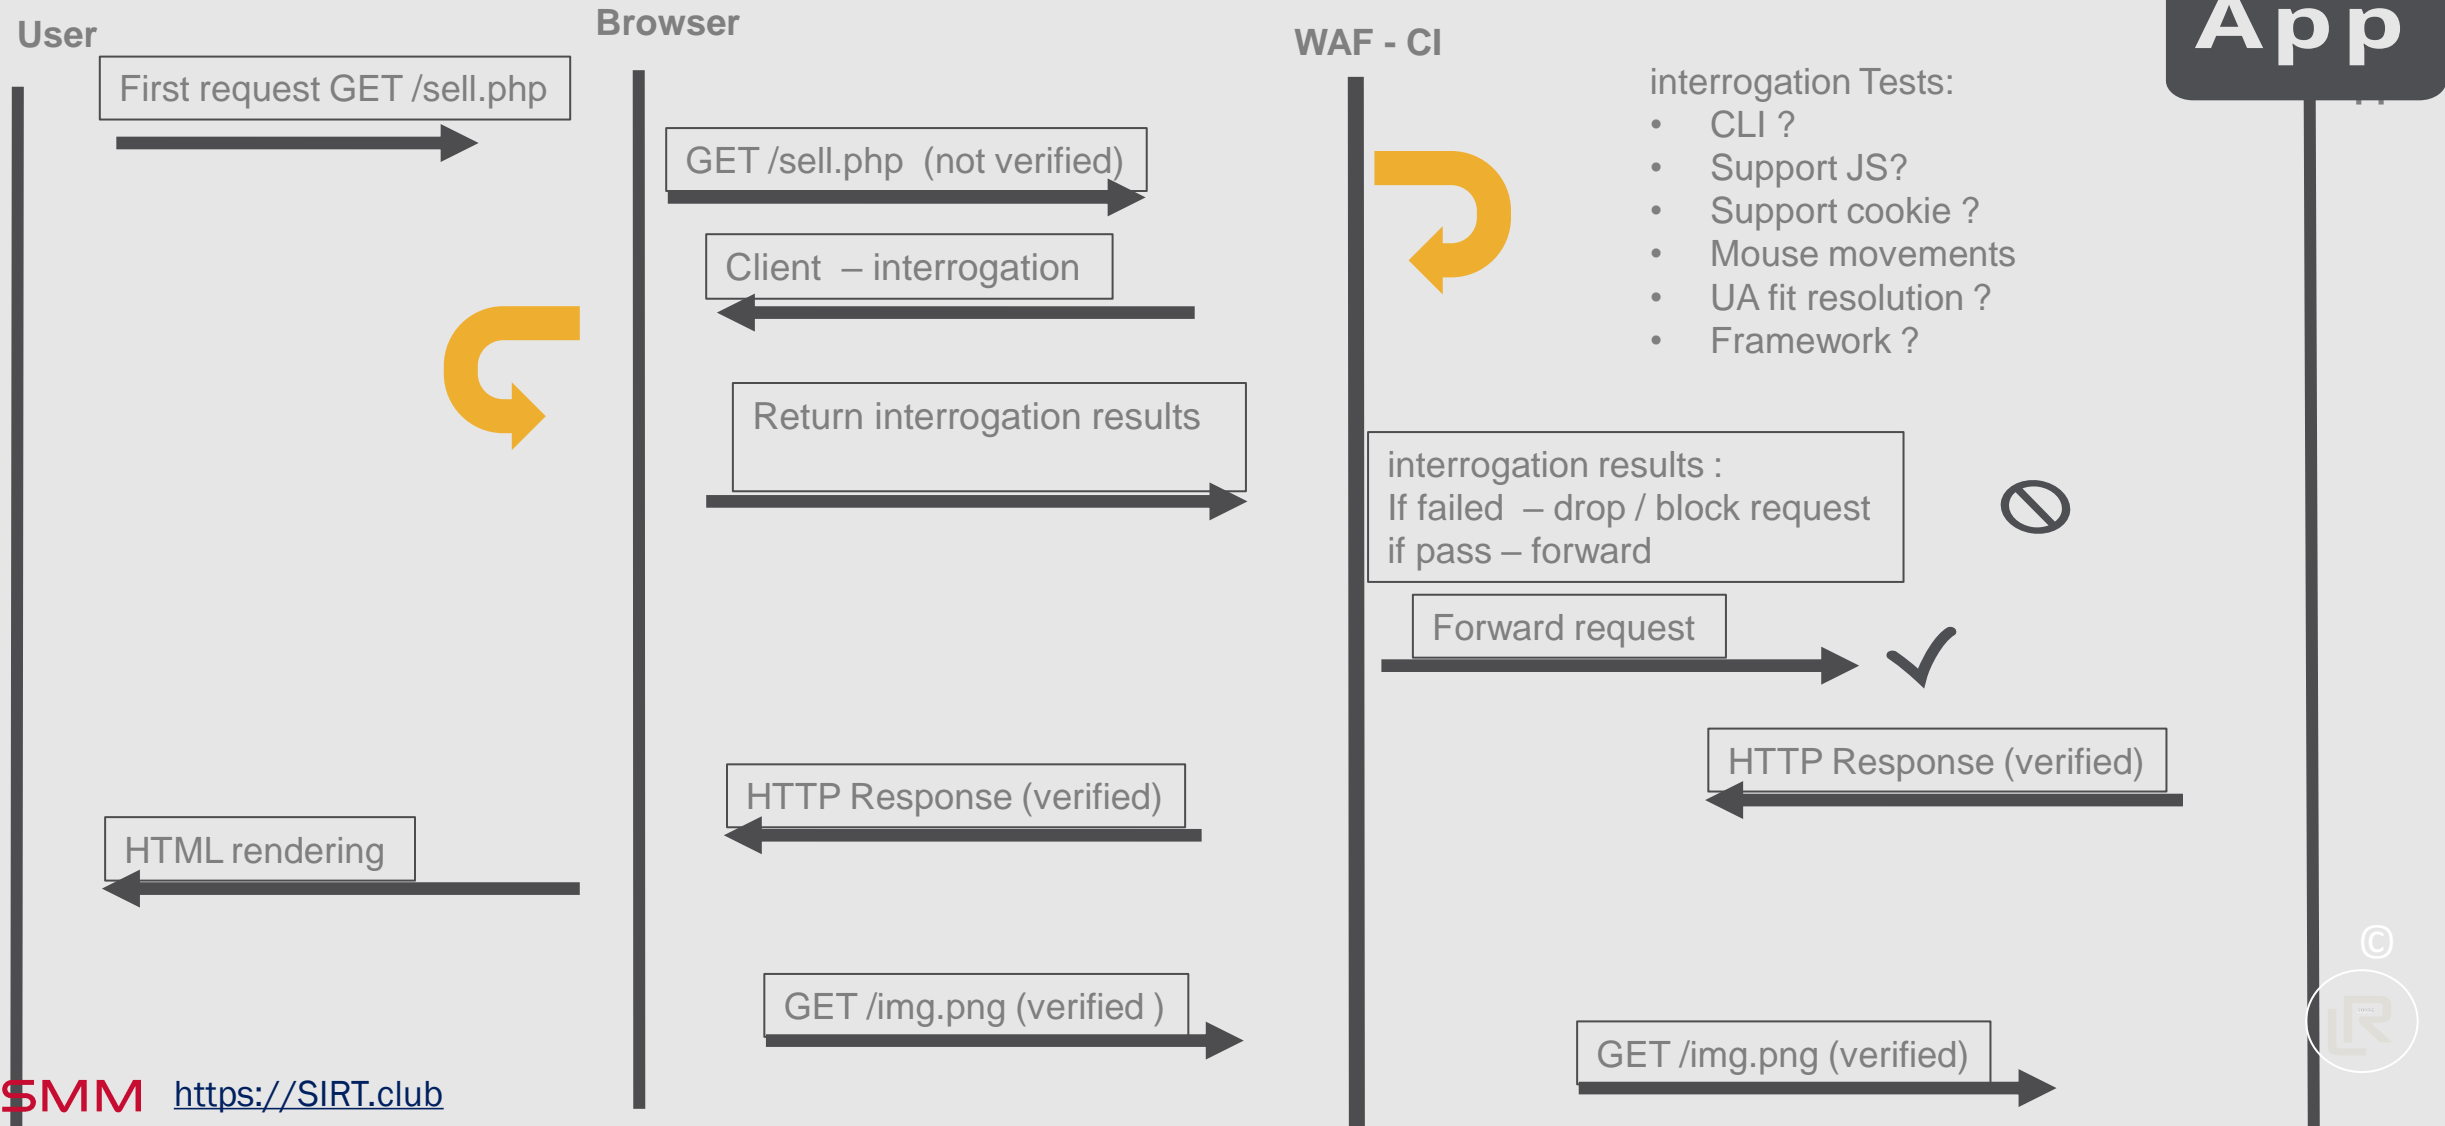 User
Browser
WAF - CI
App
First request GET /sell.php
GET /sell.php (not verified)
Client – interrogation
interrogation Tests:
• CLI ?
• Support JS?
• Support cookie ?
• Mouse movements
• UA fit resolution ?
• Framework ?
Return interrogation results
interrogation results :
If failed – drop / block request
if pass – forward
Forward request
HTTP Response (verified)
HTTP Response (verified)
HTML rendering
GET /img.png (verified )
GET /img.png (verified)
©
R
SMM
https://SIRT.club